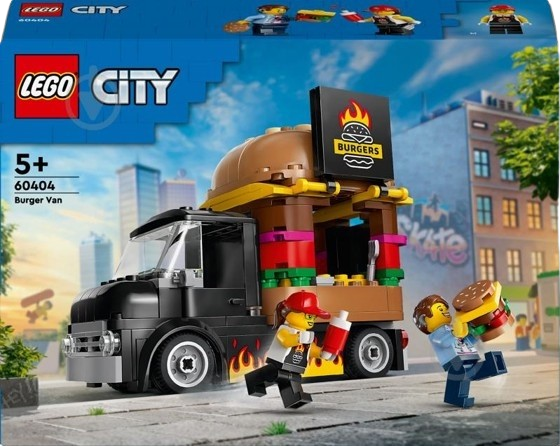 LEGO CITY
60404
LEGO CITY
5+
60404
Burger Van
BURGERS
SKATE